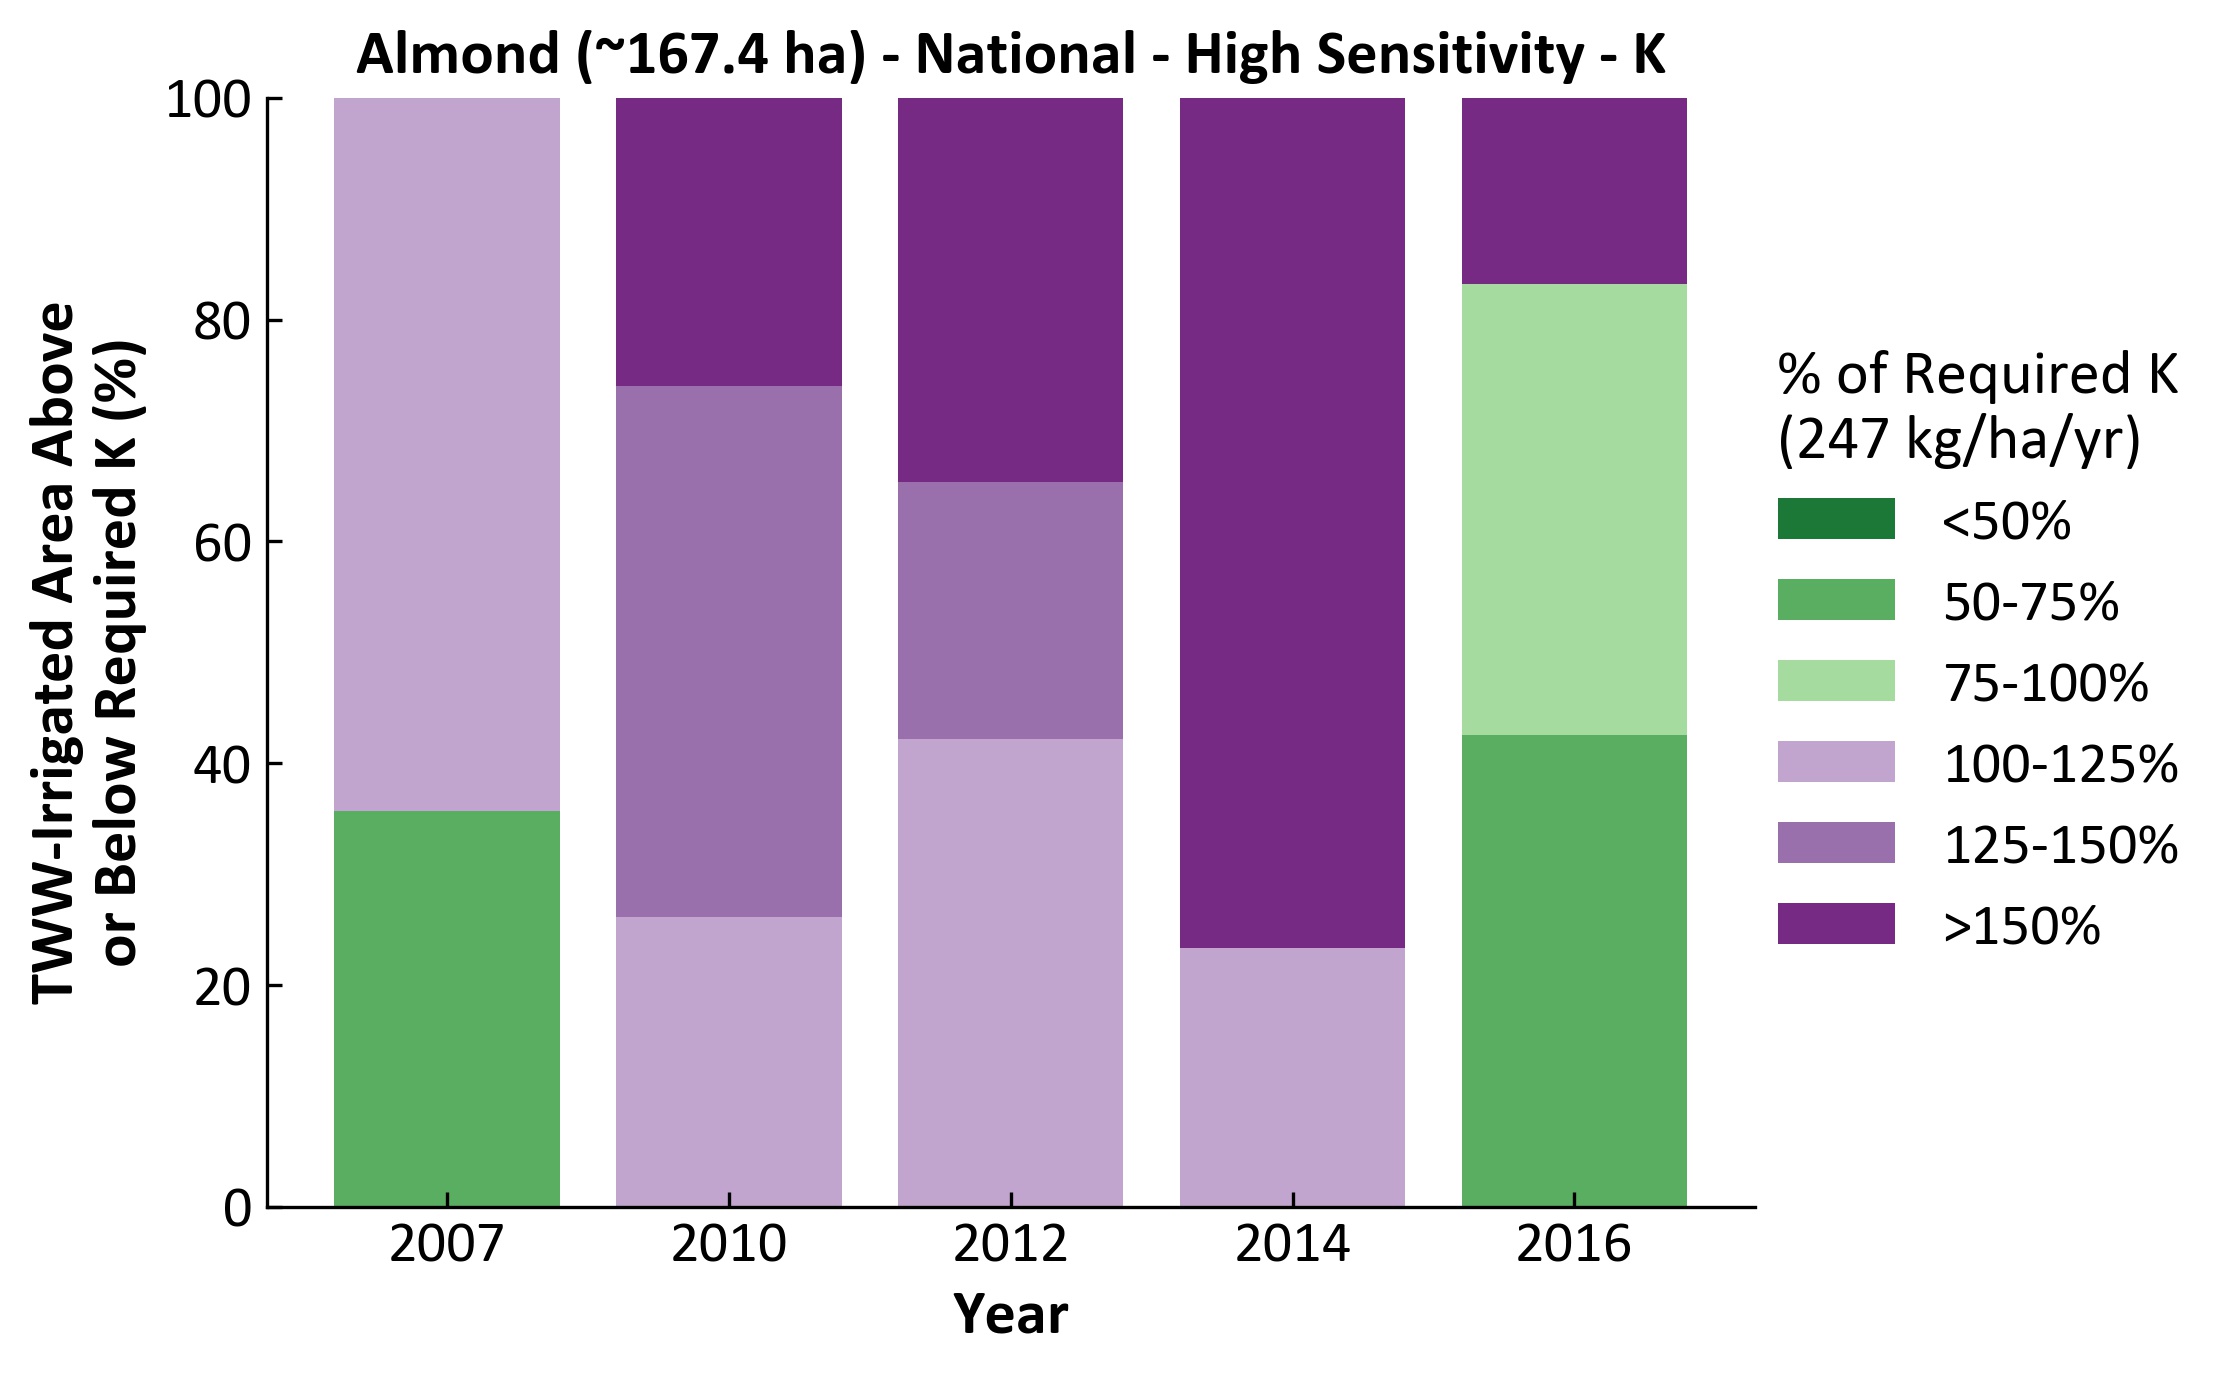 Almond (~167.4 ha) - National - High Sensitivity - K
TWW-Irrigated Area Above
or Below Required K (%)
100
80
60
40
20
0
2007
2010
2012
2014
2016
Year
% of Required K
(247 kg/ha/yr)
<50%
50-75%
75-100%
100-125%
125-150%
>150%